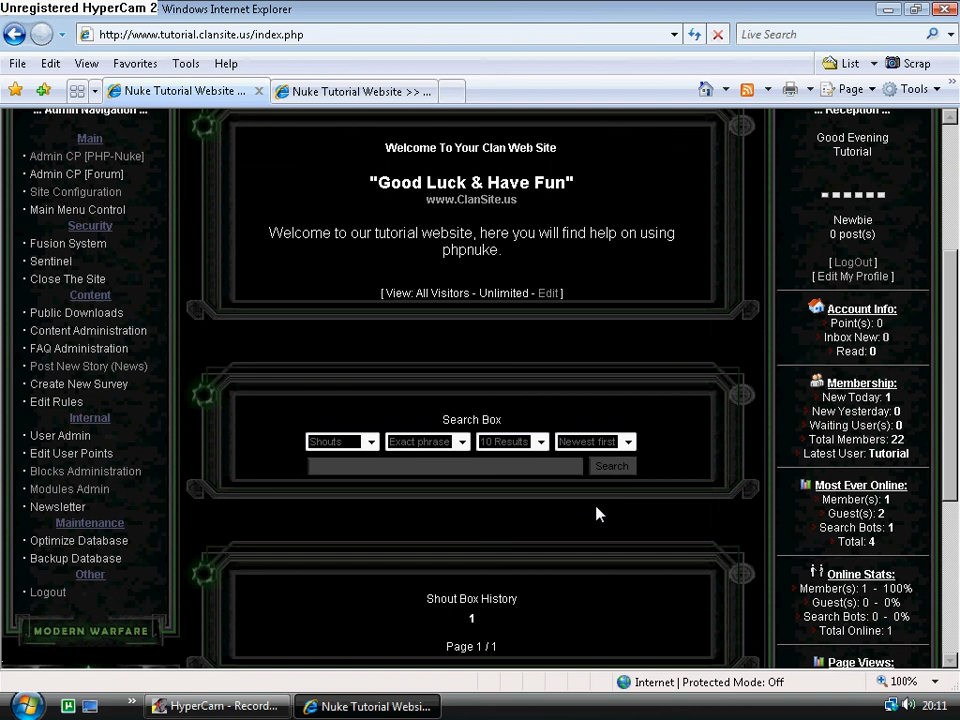 Unregistered HyperCam 2
Windows Internet Explorer
http://www.tutorial.clansite.us/index.php
Live Search
File Edit View Favorites Tools Help
List Scrap
Nuke Tutorial Website ...
Nuke Tutorial Website >> ...
Page Tools
... Admin Navigation ...
Main
Admin CP [PHP-Nuke]
Admin CP [Forum]
Site Configuration
Main Menu Control
Security
Fusion System
Sentinel
Close The Site
Content
Public Downloads
Content Administration
FAQ Administration
Post New Story (News)
Create New Survey
Edit Rules
Internal
User Admin
Edit User Points
Blocks Administration
Modules Admin
Newsletter
Maintenance
Optimize Database
Backup Database
Other
Logout
MODERN WARFARE
Welcome To Your Clan Web Site
"Good Luck & Have Fun"
www.ClanSite.us
Welcome to our tutorial website, here you will find help on using
phpnuke.
[ View: All Visitors - Unlimited - Edit ]
Search Box
Shouts Exact phrase 10 Results Newest first
Search
Shout Box History
1
Page 1 / 1
... Reception ...
Good Evening
Tutorial
Newbie
0 post(s)
[ LogOut ]
[ Edit My Profile ]
Account Info:
Point(s): 0
Inbox New: 0
Read: 0
Membership:
New Today: 1
New Yesterday: 0
Waiting User(s): 0
Total Members: 22
Latest User: Tutorial
Most Ever Online:
Member(s): 1
Guest(s): 2
Search Bots: 1
Total: 4
Online Stats:
Member(s): 1 - 100%
Guest(s): 0 - 0%
Search Bots: 0 - 0%
Total Online: 1
Page Views:
Internet | Protected Mode: Off
100%
HyperCam - Record...
Nuke Tutorial Websi...
20:11